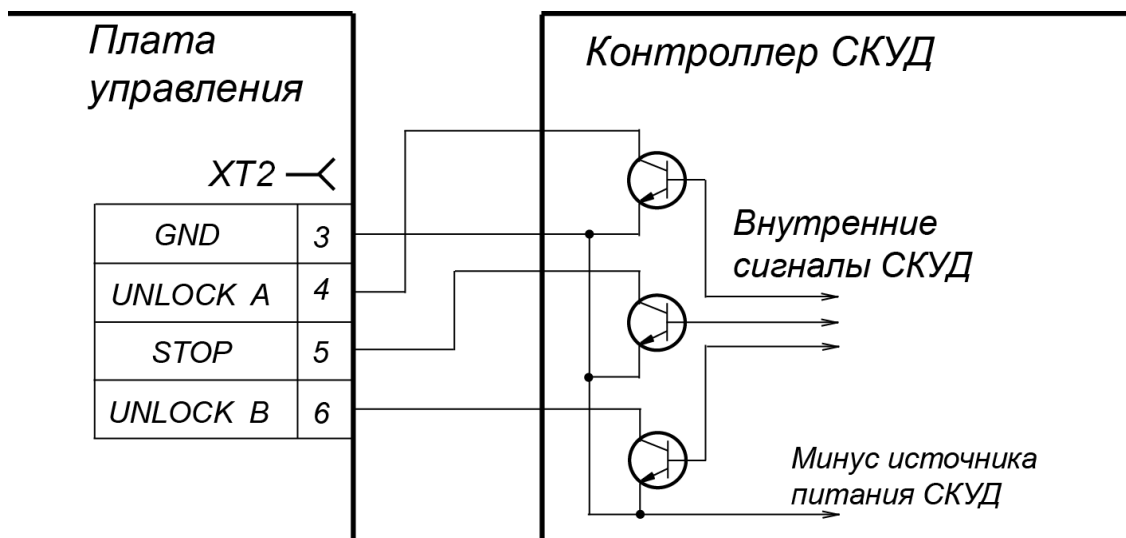 Плата
управления
Контроллер СКУД
XT2
GND 3
UNLOCK A 4
STOP 5
UNLOCK B 6
Внутренние
сигналы СКУД
Минус источника
питания СКУД